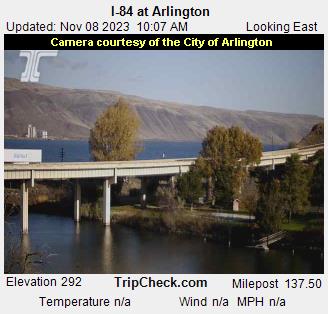 I-84 at Arlington
Updated: Nov 08 2023 10:07 AM Looking East
Camera courtesy of the City of Arlington
Elevation 292 TripCheck.com Milepost 137.50
Temperature n/a Wind n/a MPH n/a